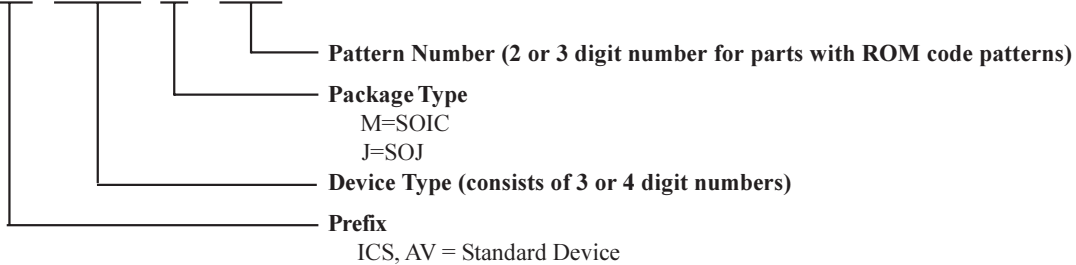 Pattern Number (2 or 3 digit number for parts with ROM code patterns)
Package Type
M=SOIC
J=SOJ
Device Type (consists of 3 or 4 digit numbers)
Prefix
ICS, AV = Standard Device